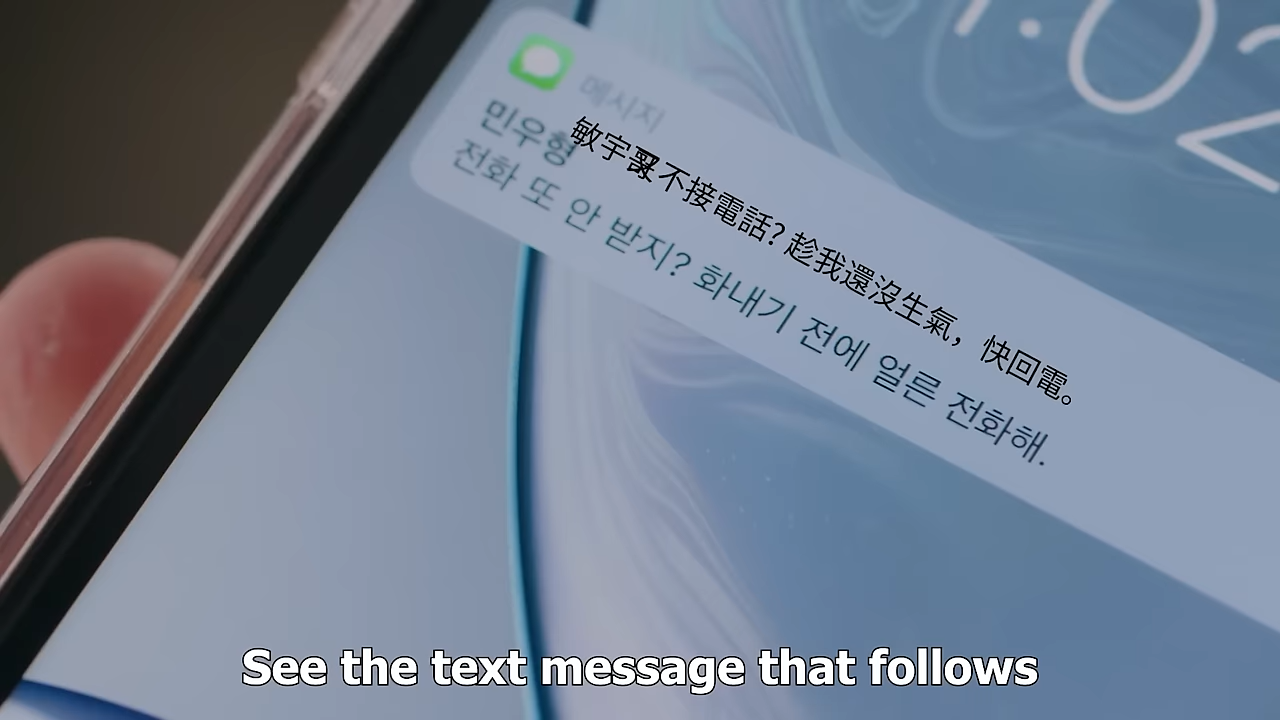 1:02
메시지
민우형
敏宇哥
又不接電話? 趁我還沒生氣，快回電。
전화 또 안 받지? 화내기 전에 얼른 전화해.
See the text message that follows